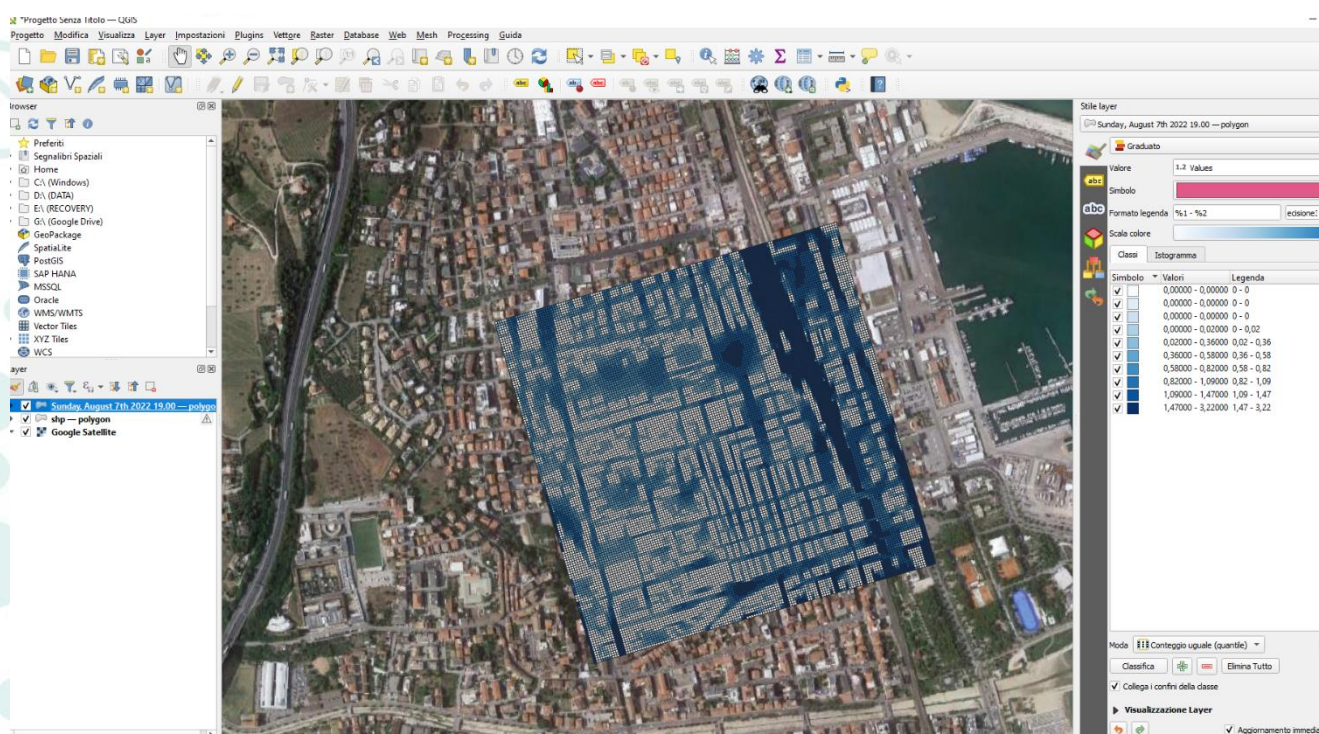 *Progetto Senza Titolo — QGIS
Progetto Modifica Visualizza Layer Impostazioni Plugins Vettore Raster Database Web Mesh Processing Guida
Browser
Preferiti
Segnalibri Spaziali
Home
C:\ (Windows)
D:\ (DATA)
E:\ (RECOVERY)
G:\ (Google Drive)
GeoPackage
SpatiaLite
PostGIS
SAP HANA
MSSQL
Oracle
WMS/WMTS
Vector Tiles
XYZ Tiles
WCS
ayer
Sunday, August 7th 2022 19.00 — polygo
shp — polygon
Google Satellite
Stile layer
Sunday, August 7th 2022 19.00 — polygon
Graduato
Valore 1.2 Values
Simbolo
Formato legenda %1 - %2 ecisione:
Scala colore
Classi Istogramma
Simbolo Valori Legenda
0,00000 - 0,00000 0 - 0
0,00000 - 0,00000 0 - 0
0,00000 - 0,00000 0 - 0
0,00000 - 0,02000 0 - 0,02
0,02000 - 0,36000 0,02 - 0,36
0,36000 - 0,58000 0,36 - 0,58
0,58000 - 0,82000 0,58 - 0,82
0,82000 - 1,09000 0,82 - 1,09
1,09000 - 1,47000 1,09 - 1,47
1,47000 - 3,22000 1,47 - 3,22
Moda Conteggio uguale (quantile)
Classifica Elimina Tutto
Collega i confini della classe
Visualizzazione Layer
Aggiornamento immedia